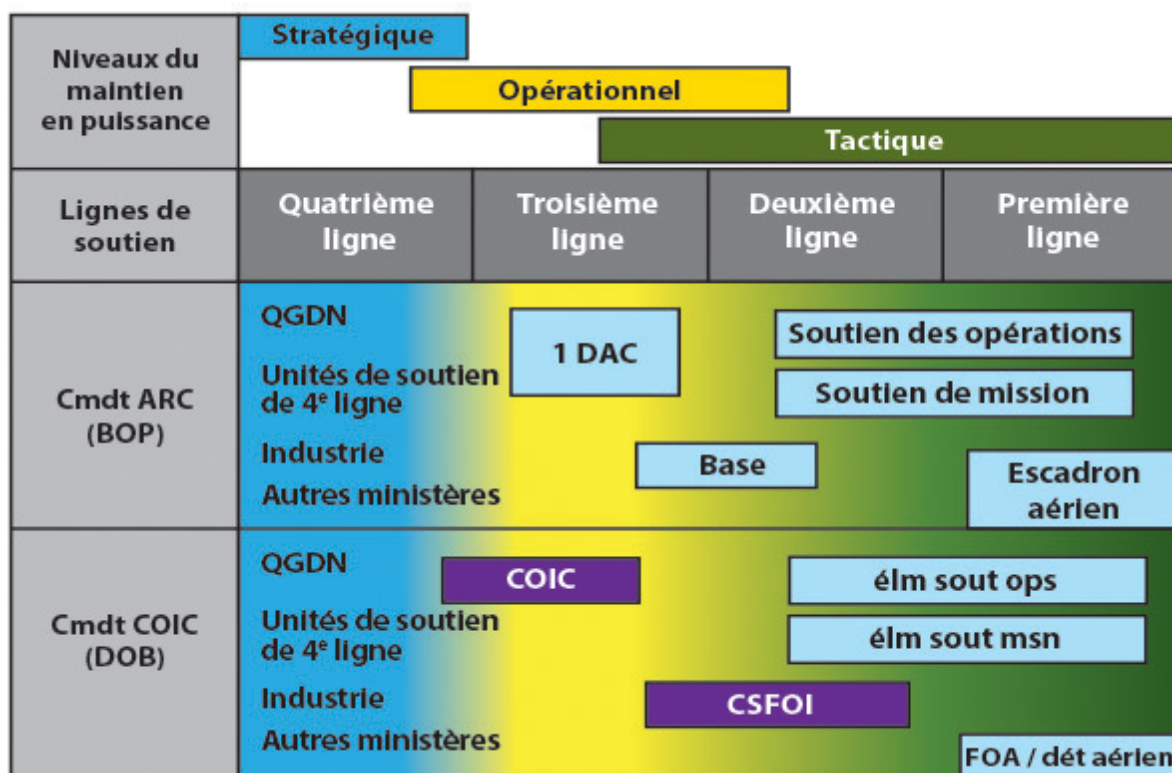 Niveaux du
maintien
en puissance
Stratégique
Opérationnel
Tactique
Lignes de
soutien
Quatrième
ligne
Troisième
ligne
Deuxième
ligne
Première
ligne
Cmdt ARC
(BOP)
QGDN
Unités de soutien
de 4e ligne
Industrie
Autres ministères
1 DAC
Base
Soutien des opérations
Soutien de mission
Escadron
aérien
Cmdt COIC
(DOB)
QGDN
Unités de soutien
de 4e ligne
Industrie
Autres ministères
COIC
CSFOI
élm sout ops
élm sout msn
FOA / dét aérien